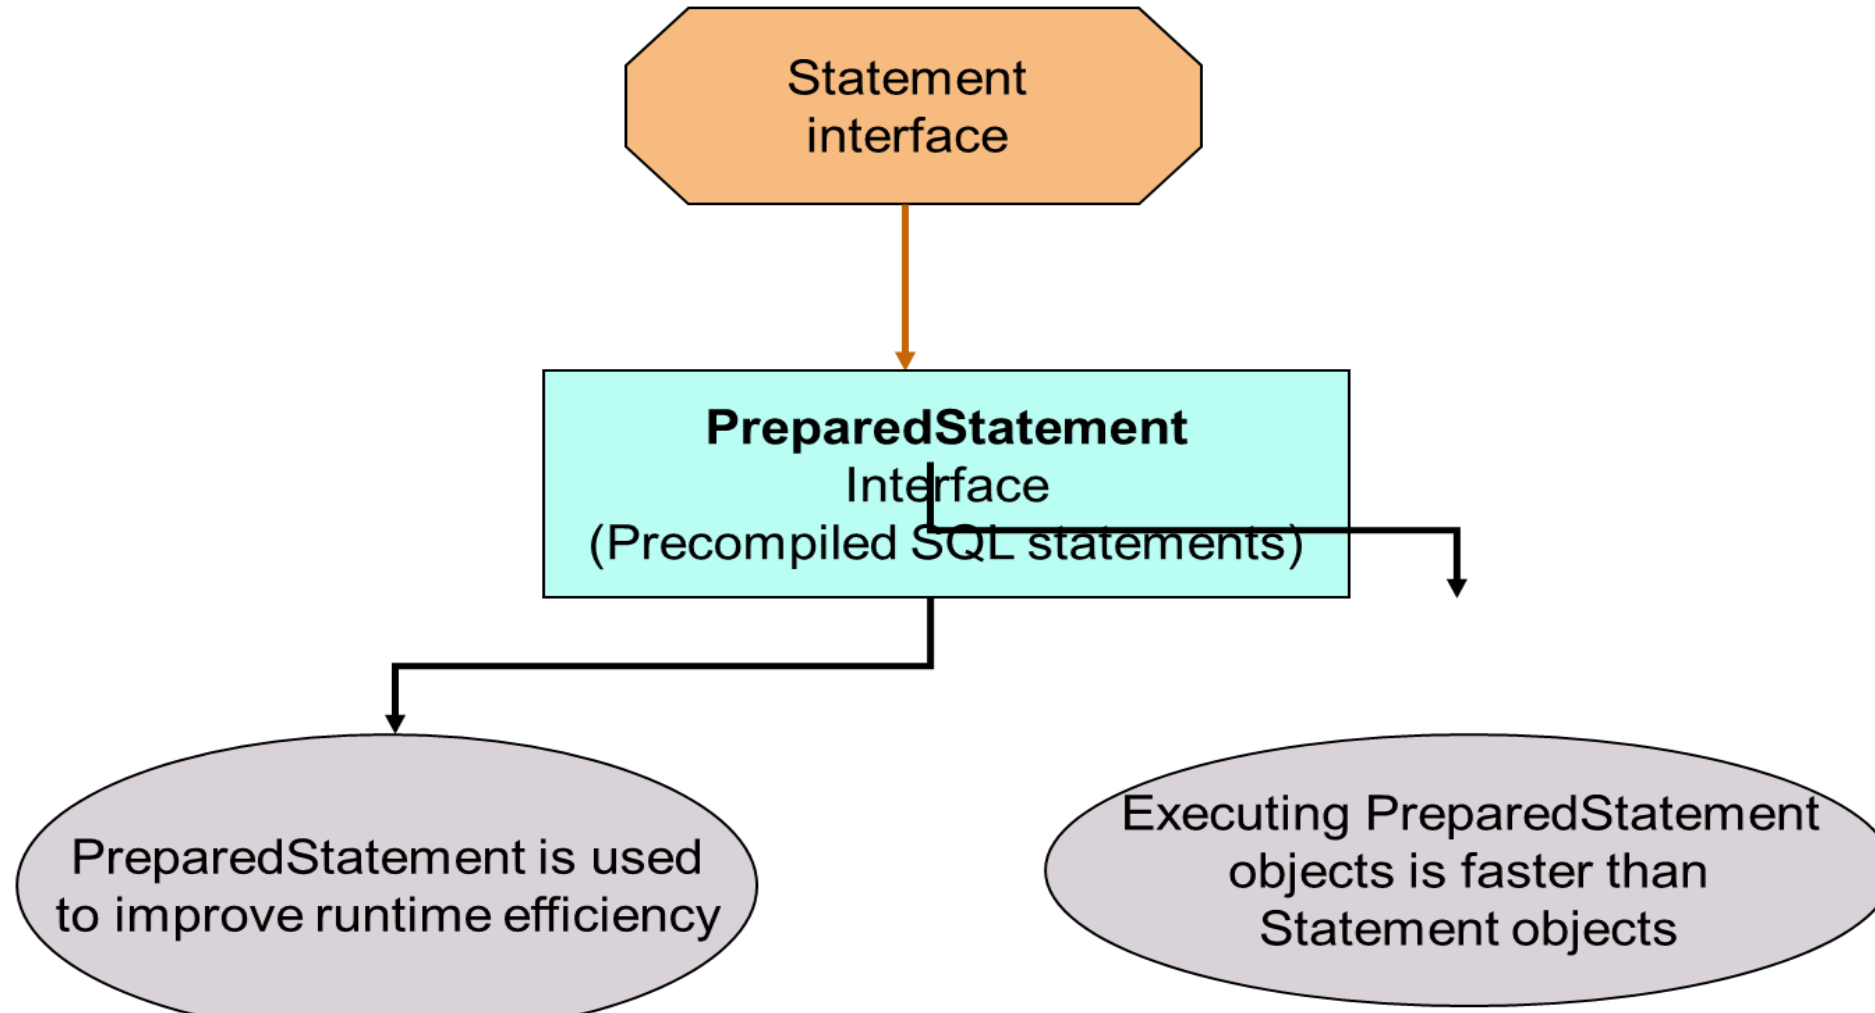 Statement
interface
PreparedStatement
Interface
(Precompiled SQL statements)
PreparedStatement is used
to improve runtime efficiency
Executing PreparedStatement
objects is faster than
Statement objects